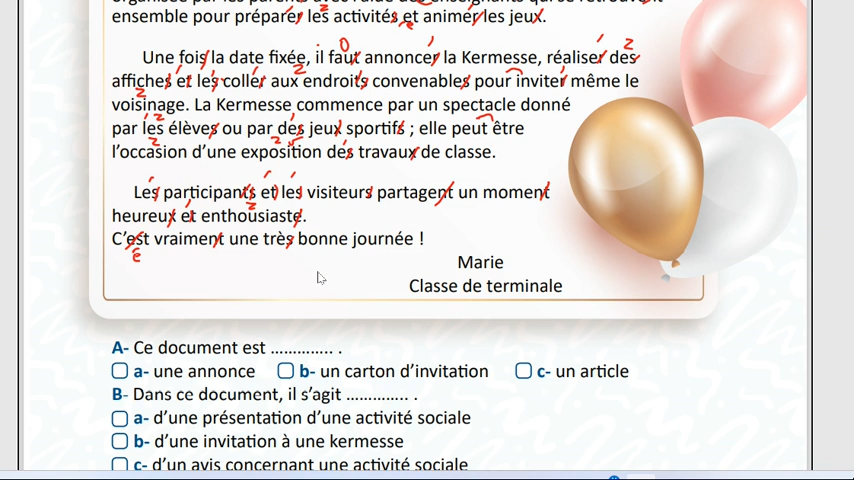 ensemble pour préparer les activités et animer les jeux.
Une fois la date fixée, il faut annoncer la Kermesse, réaliser des
affiches et les coller aux endroits convenables pour inviter même le
voisinage. La Kermesse commence par un spectacle donné
par les élèves ou par des jeux sportifs ; elle peut être
l'occasion d'une exposition des travaux de classe.
Les participants et les visiteurs partagent un moment
heureux et enthousiaste.
C'est vraiment une très bonne journée !
Marie
Classe de terminale
A- Ce document est ………….. .
a- une annonce b- un carton d'invitation c- un article
B- Dans ce document, il s'agit ………….. .
a- d'une présentation d'une activité sociale
b- d'une invitation à une kermesse
c- d'un avis concernant une activité sociale